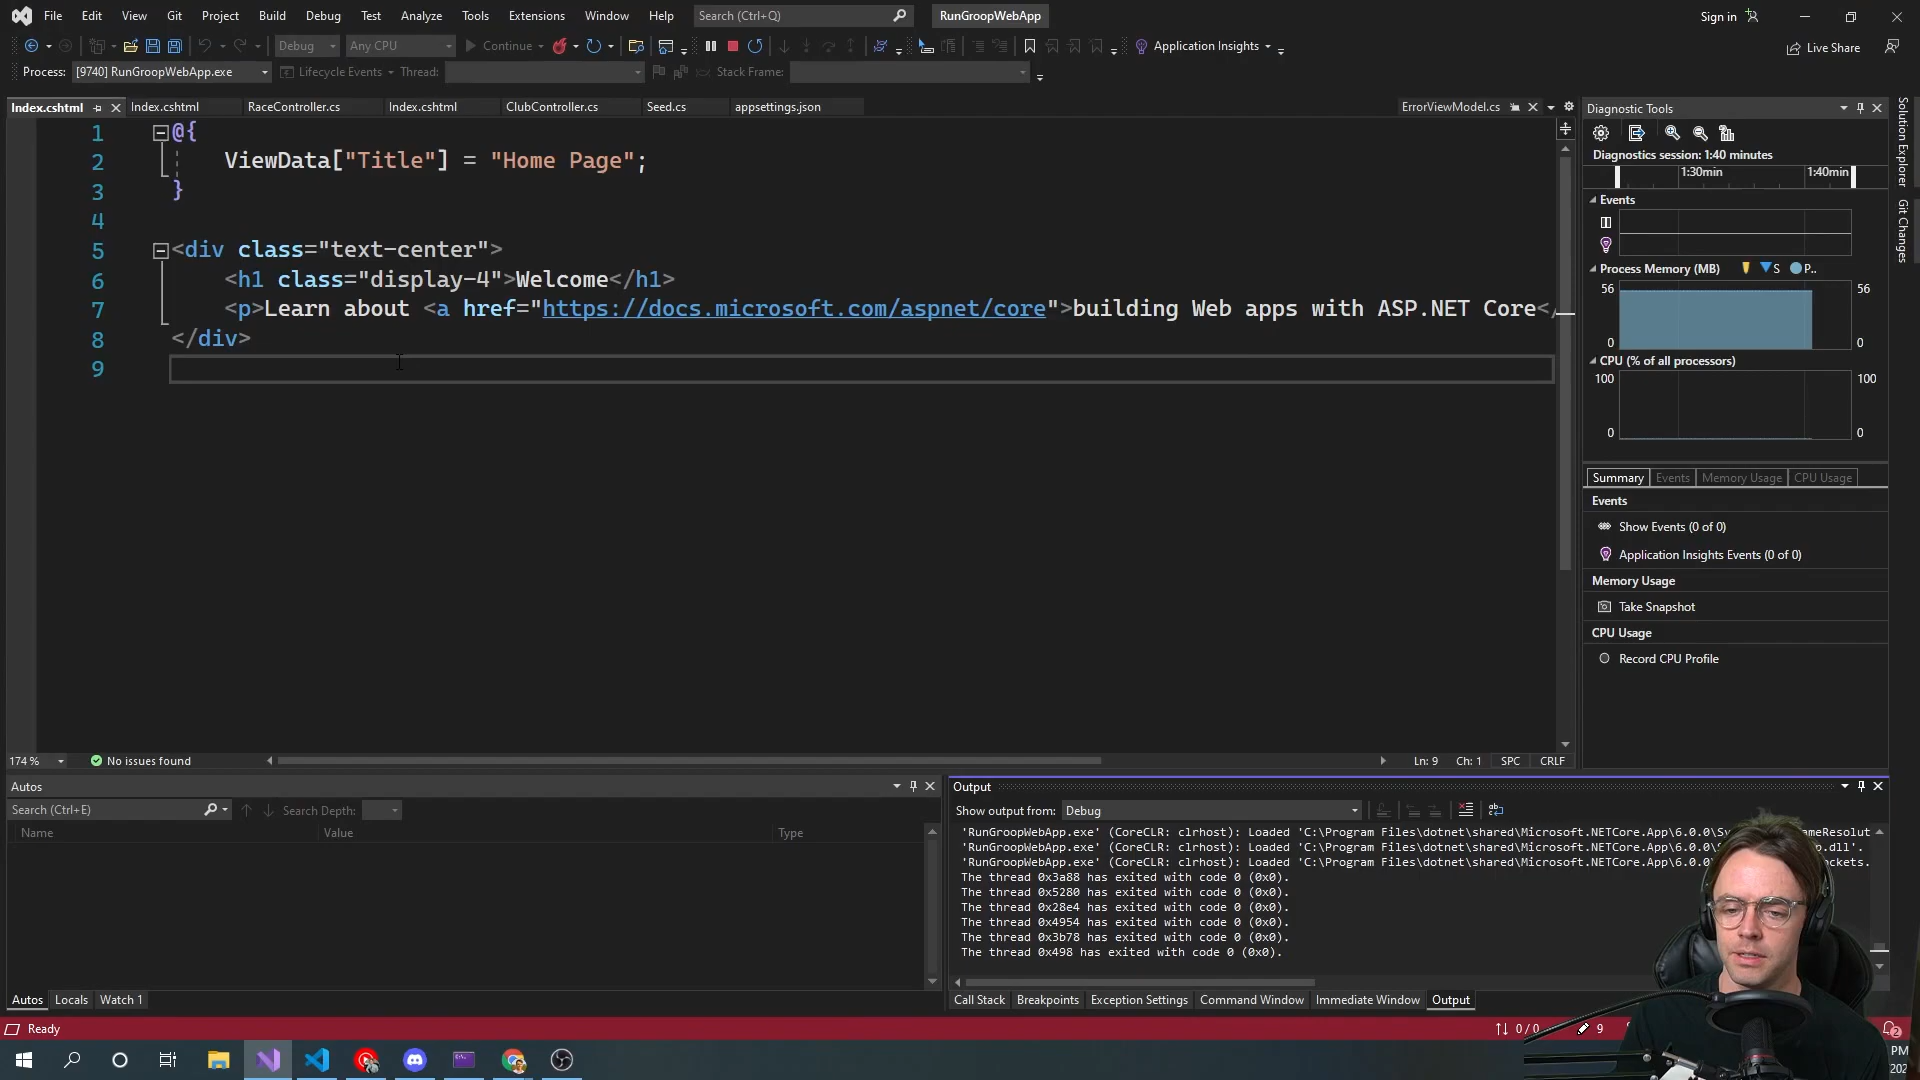 File Edit View Git Project Build Debug Test Analyze Tools Extensions Window Help Search (Ctrl+Q) RunGroopWebApp Sign in
Debug Any CPU Continue Application Insights Live Share
Process: [9740] RunGroopWebApp.exe Lifecycle Events Thread: Stack Frame:
Index.cshtml Index.cshtml RaceController.cs Index.cshtml ClubController.cs Seed.cs appsettings.json ErrorViewModel.cs
1 @{
2 ViewData["Title"] = "Home Page";
3 }
4
5 <div class="text-center">
6 <h1 class="display-4">Welcome</h1>
7 <p>Learn about <a href="https://docs.microsoft.com/aspnet/core">building Web apps with ASP.NET Core</
8 </div>
9
174 % No issues found Ln: 9 Ch: 1 SPC CRLF
Diagnostic Tools
Diagnostics session: 1:40 minutes
1:30min 1:40min
Events
Process Memory (MB) S P..
56 56
0 0
CPU (% of all processors)
100 100
0 0
Summary Events Memory Usage CPU Usage
Events
Show Events (0 of 0)
Application Insights Events (0 of 0)
Memory Usage
Take Snapshot
CPU Usage
Record CPU Profile
Solution Explorer
Git Changes
Autos
Search (Ctrl+E) Search Depth:
Name Value Type
Autos Locals Watch 1
Output
Show output from: Debug
'RunGroopWebApp.exe' (CoreCLR: clrhost): Loaded 'C:\Program Files\dotnet\shared\Microsoft.NETCore.App\6.0.0\Sy
'RunGroopWebApp.exe' (CoreCLR: clrhost): Loaded 'C:\Program Files\dotnet\shared\Microsoft.NETCore.App\6.0.0\S
'RunGroopWebApp.exe' (CoreCLR: clrhost): Loaded 'C:\Program Files\dotnet\shared\Microsoft.NETCore.App\6.0.0\S
The thread 0x3a88 has exited with code 0 (0x0).
The thread 0x5280 has exited with code 0 (0x0).
The thread 0x28e4 has exited with code 0 (0x0).
The thread 0x4954 has exited with code 0 (0x0).
The thread 0x3b78 has exited with code 0 (0x0).
The thread 0x498 has exited with code 0 (0x0).
Call Stack Breakpoints Exception Settings Command Window Immediate Window Output
Ready 0 / 0 9 2
PM